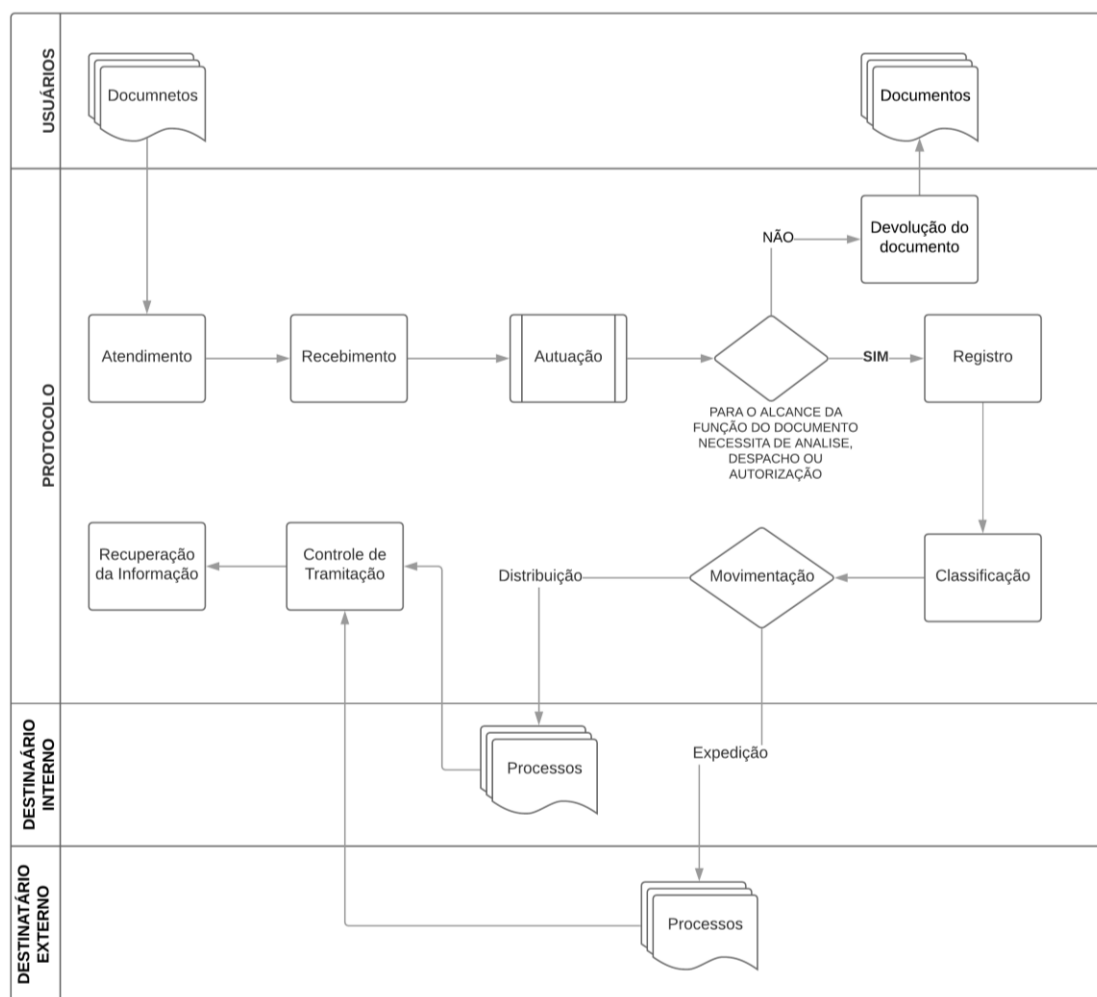 USUÁRIOS
Documnetos
Documentos
PROTOCOLO
NÃO
Devolução do
documento
Atendimento
Recebimento
Autuação
SIM
Registro
PARA O ALCANCE DA
FUNÇÃO DO DOCUMENTO
NECESSITA DE ANALISE,
DESPACHO OU
AUTORIZAÇÃO
Recuperação
da Informação
Controle de
Tramitação
Distribuição
Movimentação
Classificação
DESTINAÁRIO
INTERNO
Processos
Expedição
DESTINATÁRIO
EXTERNO
Processos